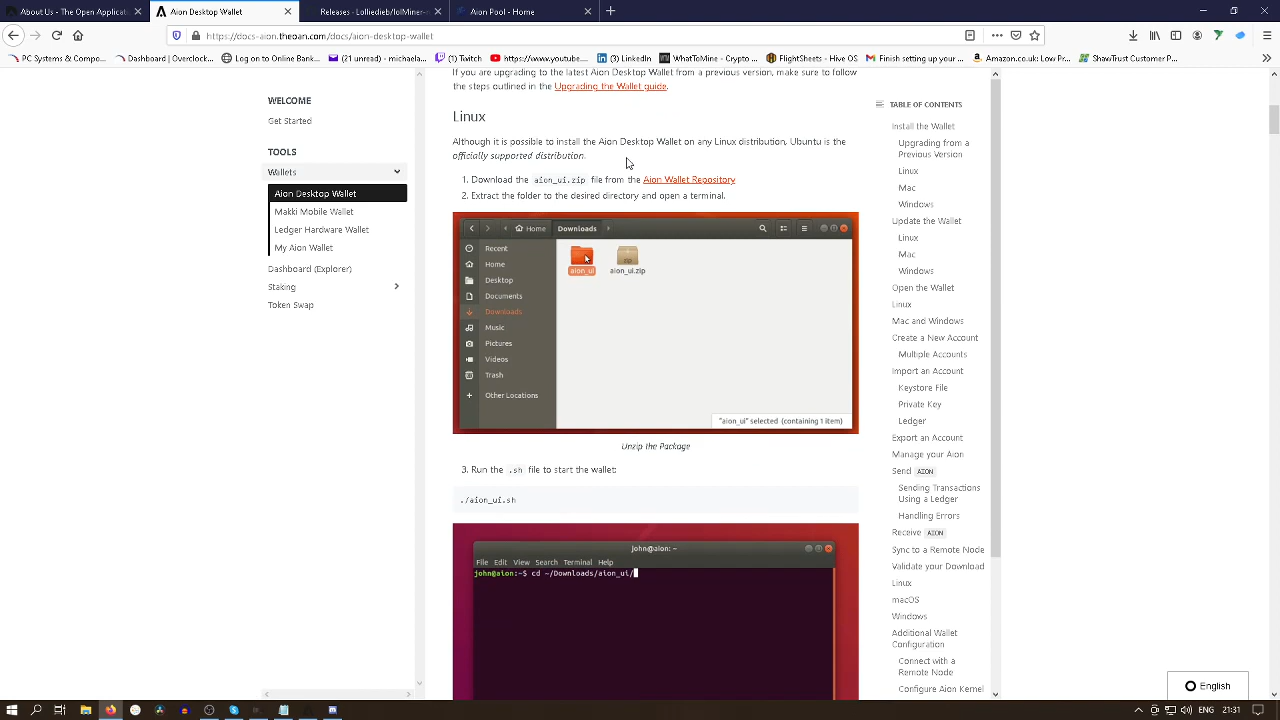 About Us - The Open Applicatic
Aion Desktop Wallet
Releases · Lolliedieb/lolMiner-re
Aion Pool - Home
https://docs-aion.theoan.com/docs/aion-desktop-wallet
PC Systems & Compo...
Dashboard | Overclock...
michaela...
https://www.youtube...
(1) LinkedIn
WhatToMine - Crypto ...
FlightSheets / Hive OS
Finish setting up your ...
Amazon.co.uk: Low Pr...
ShawTrust Customer P...
If you are upgrading to the latest Aion Desktop Wallet from a previous version, make sure to follow
the steps outlined in the Upgrading the Wallet guide.
WELCOME
Get Started
TOOLS
Wallets
Aion Desktop Wallet
Makki Mobile Wallet
Ledger Hardware Wallet
My Aion Wallet
Dashboard (Explorer)
Staking
Token Swap
Linux
Although it is possible to install the Aion Desktop Wallet on any Linux distribution, Ubuntu is the
officially supported distribution.
1. Download the aion_ui.zip file from the Aion Wallet Repository
2. Extract the folder to the desired directory and open a terminal.
Home
Downloads
Recent
Home
Desktop
Documents
Downloads
Music
Pictures
Videos
Trash
Other Locations
aion_ui
zip
aion_ui.zip
"aion_ui" selected (containing 1 item)
Unzip the Package
3. Run the .sh file to start the wallet:
./aion_ui.sh
john@aion: ~
File Edit View Search Terminal Help
john@aion:~$ cd ~/Downloads/aion_ui/
TABLE OF CONTENTS
Install the Wallet
Upgrading from a
Previous Version
Linux
Mac
Windows
Update the Wallet
Linux
Mac
Windows
Open the Wallet
Linux
Mac and Windows
Create a New Account
Multiple Accounts
Import an Account
Keystore File
Private Key
Ledger
Export an Account
Manage your Aion
Send AION
Sending Transactions
Using a Ledger
Handling Errors
Receive AION
Sync to a Remote Node
Validate your Download
Linux
macOS
Windows
Additional Wallet
Configuration
Connect with a
Remote Node
Configure Aion Kernel
English
ENG
21:31